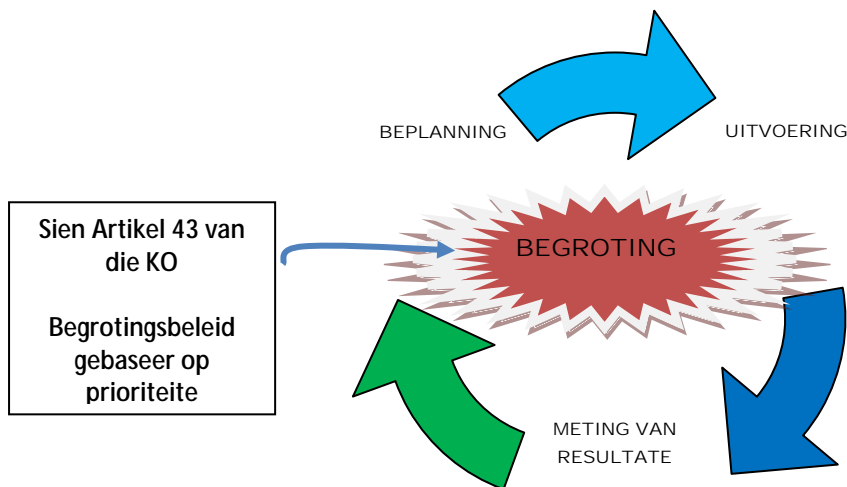 BEPLANNING
UITVOERING
Sien Artikel 43 van
die KO
Begrotingsbeleid
gebaseer op
prioriteite
BEGROTING
METING VAN
RESULTATE